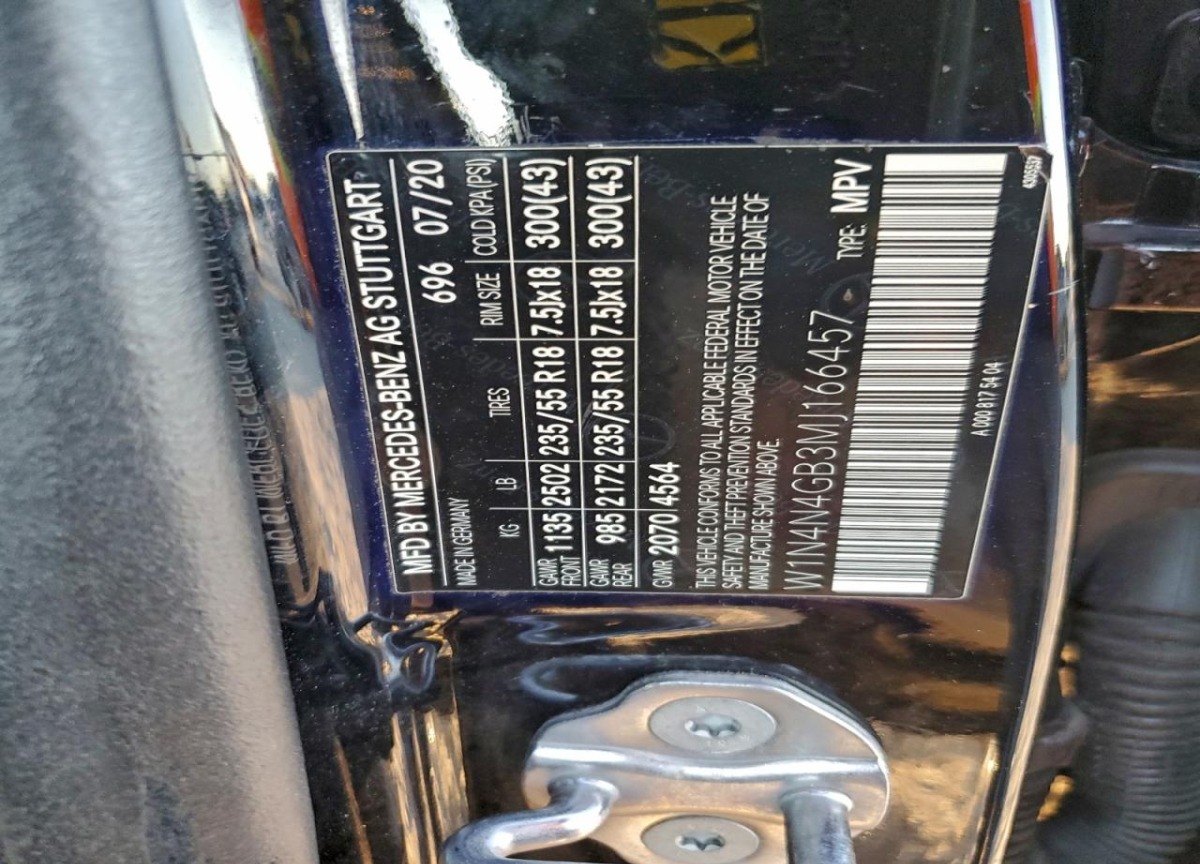 MFD BY MERCEDES-BENZ AG STUTTGART
MADE IN GERMANY 696 07/20
KG LB TIRES RIM SIZE COLD KPA (PSI)
GAWR FRONT 1135 2502 235/55 R18 7.5Jx18 300(43)
GAWR REAR 985 2172 235/55 R18 7.5Jx18 300(43)
GVWR 2070/4564
THIS VEHICLE CONFORMS TO ALL APPLICABLE FEDERAL MOTOR VEHICLE
SAFETY AND THEFT PREVENTION STANDARDS IN EFFECT ON THE DATE OF
MANUFACTURE SHOWN ABOVE.
W1N4N4GB3MJ166457 TYPE: MPV
A 000 817 54 04
4305537